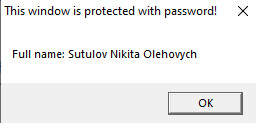 This window is protected with password!
Full name: Sutulov Nikita Olehovych
OK